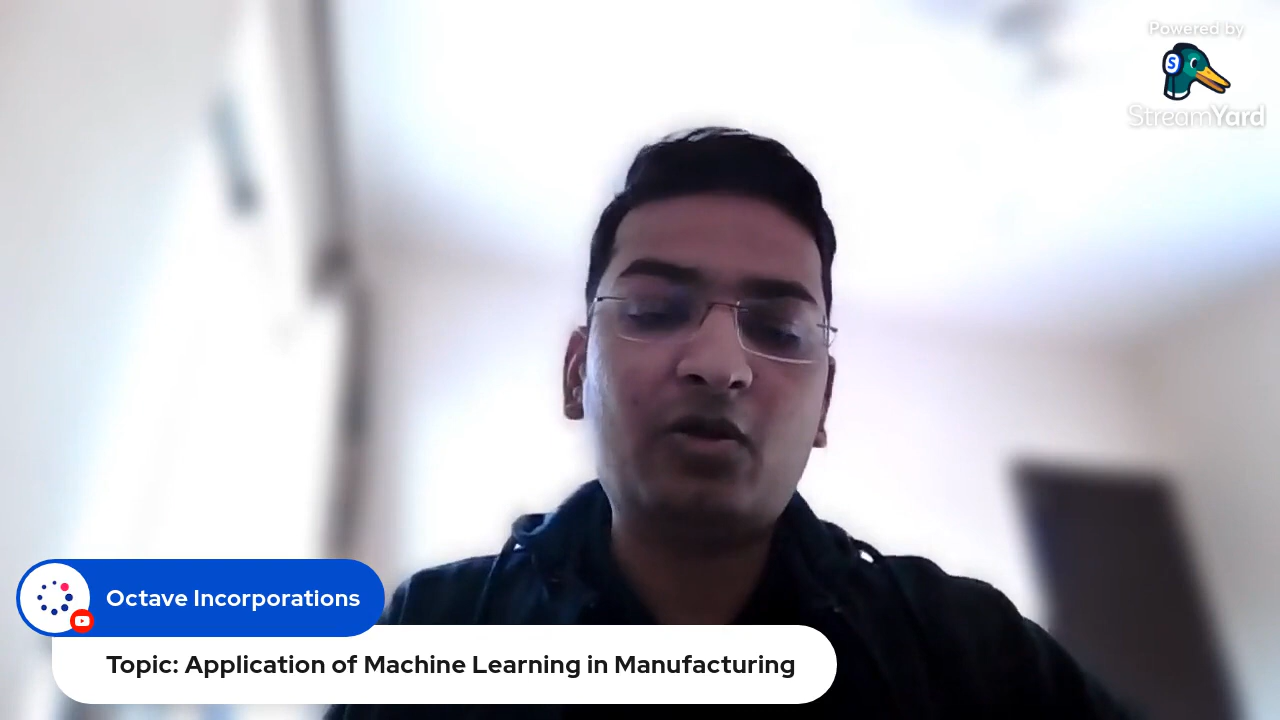 Powered by
S
StreamYard
Octave Incorporations
Topic: Application of Machine Learning in Manufacturing